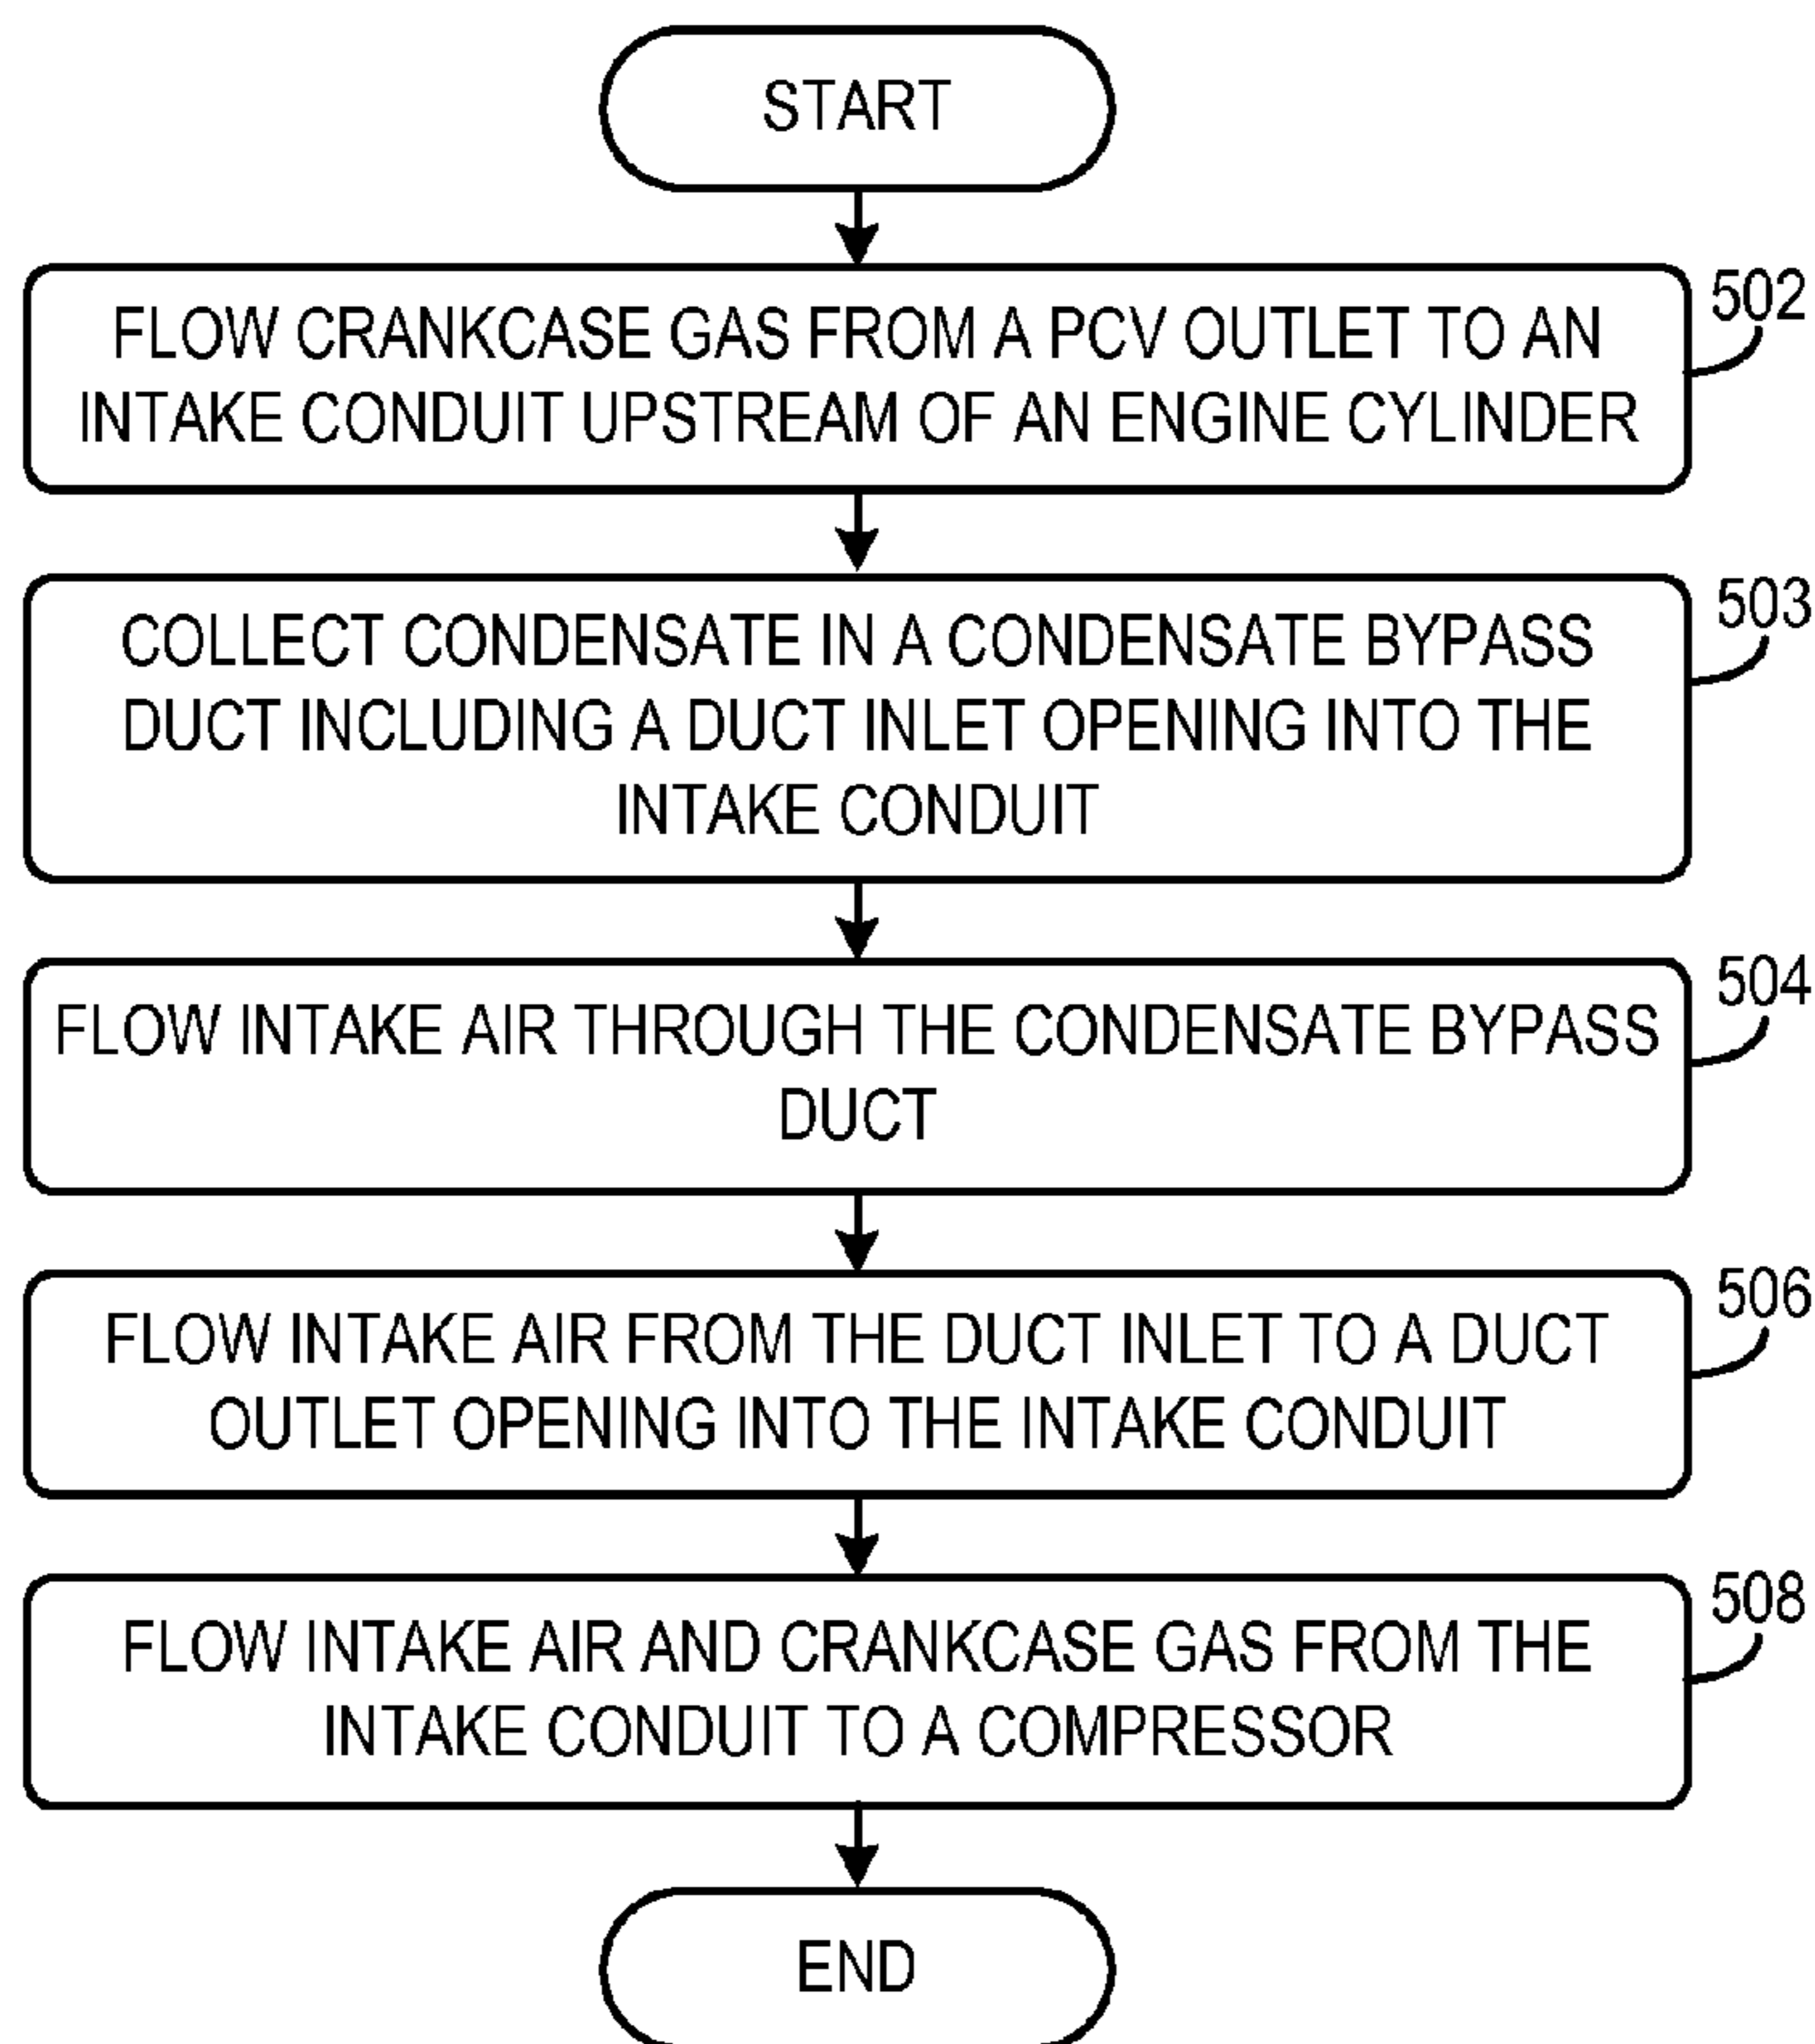 START
FLOW CRANKCASE GAS FROM A PCV OUTLET TO AN
INTAKE CONDUIT UPSTREAM OF AN ENGINE CYLINDER
502
COLLECT CONDENSATE IN A CONDENSATE BYPASS
DUCT INCLUDING A DUCT INLET OPENING INTO THE
INTAKE CONDUIT
503
FLOW INTAKE AIR THROUGH THE CONDENSATE BYPASS
DUCT
504
FLOW INTAKE AIR FROM THE DUCT INLET TO A DUCT
OUTLET OPENING INTO THE INTAKE CONDUIT
506
FLOW INTAKE AIR AND CRANKCASE GAS FROM THE
INTAKE CONDUIT TO A COMPRESSOR
508
END